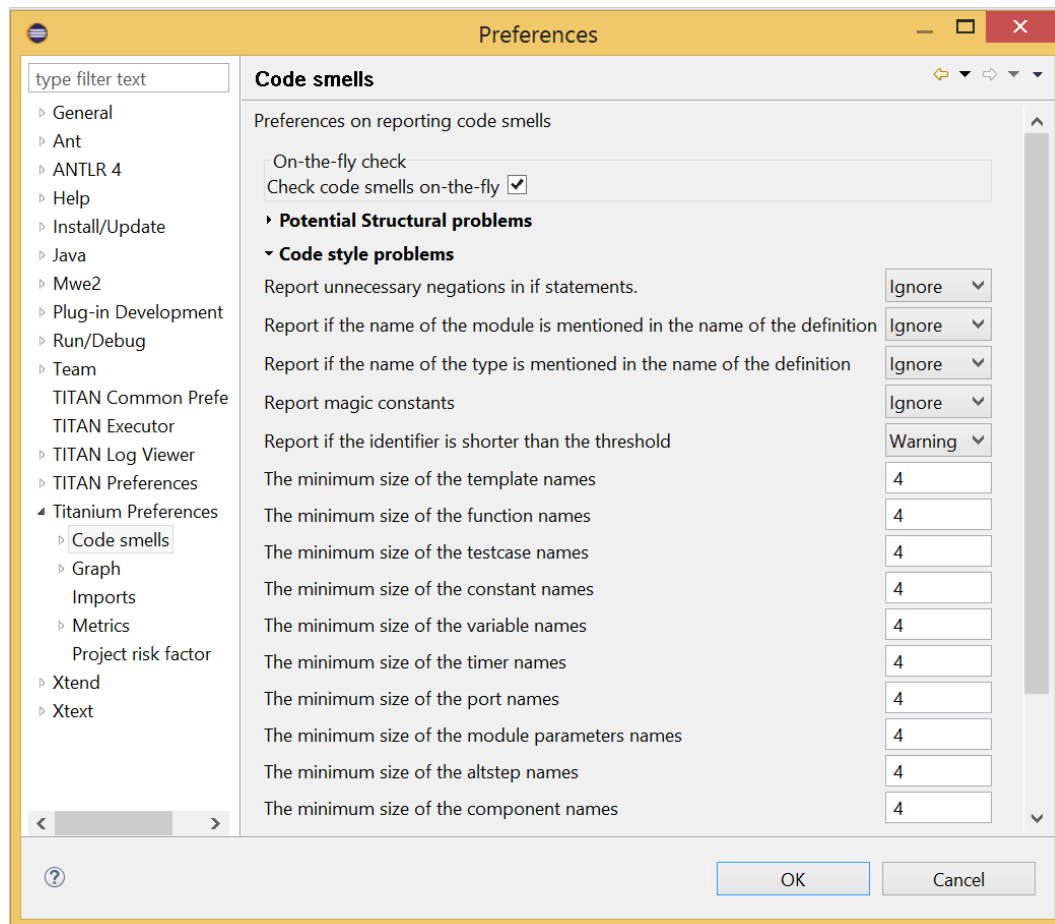 Preferences
type filter text
General
Ant
ANTLR 4
Help
Install/Update
Java
Mwe2
Plug-in Development
Run/Debug
Team
TITAN Common Prefe
TITAN Executor
TITAN Log Viewer
TITAN Preferences
Titanium Preferences
Code smells
Graph
Imports
Metrics
Project risk factor
Xtend
Xtext
Code smells
Preferences on reporting code smells
On-the-fly check
Check code smells on-the-fly
Potential Structural problems
Code style problems
Report unnecessary negations in if statements. Ignore
Report if the name of the module is mentioned in the name of the definition Ignore
Report if the name of the type is mentioned in the name of the definition Ignore
Report magic constants Ignore
Report if the identifier is shorter than the threshold Warning
The minimum size of the template names 4
The minimum size of the function names 4
The minimum size of the testcase names 4
The minimum size of the constant names 4
The minimum size of the variable names 4
The minimum size of the timer names 4
The minimum size of the port names 4
The minimum size of the module parameters names 4
The minimum size of the altstep names 4
The minimum size of the component names 4
OK Cancel